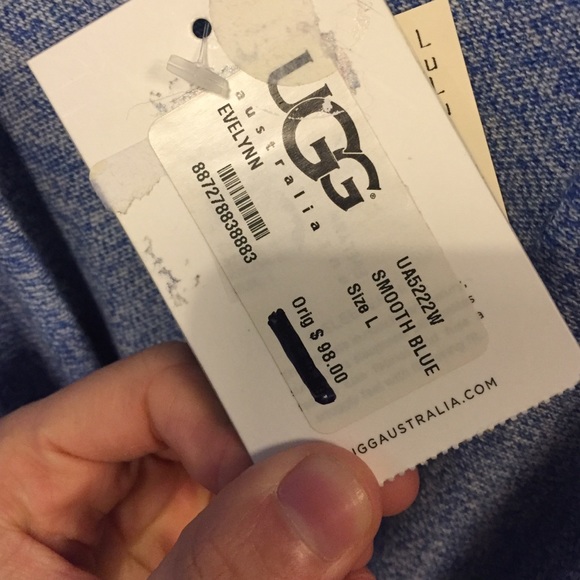 UGG®
australia
EVELYNN
887278838883
UA5222W
SMOOTH BLUE
Size L
Orig $ 98.00
UGGAUSTRALIA.COM